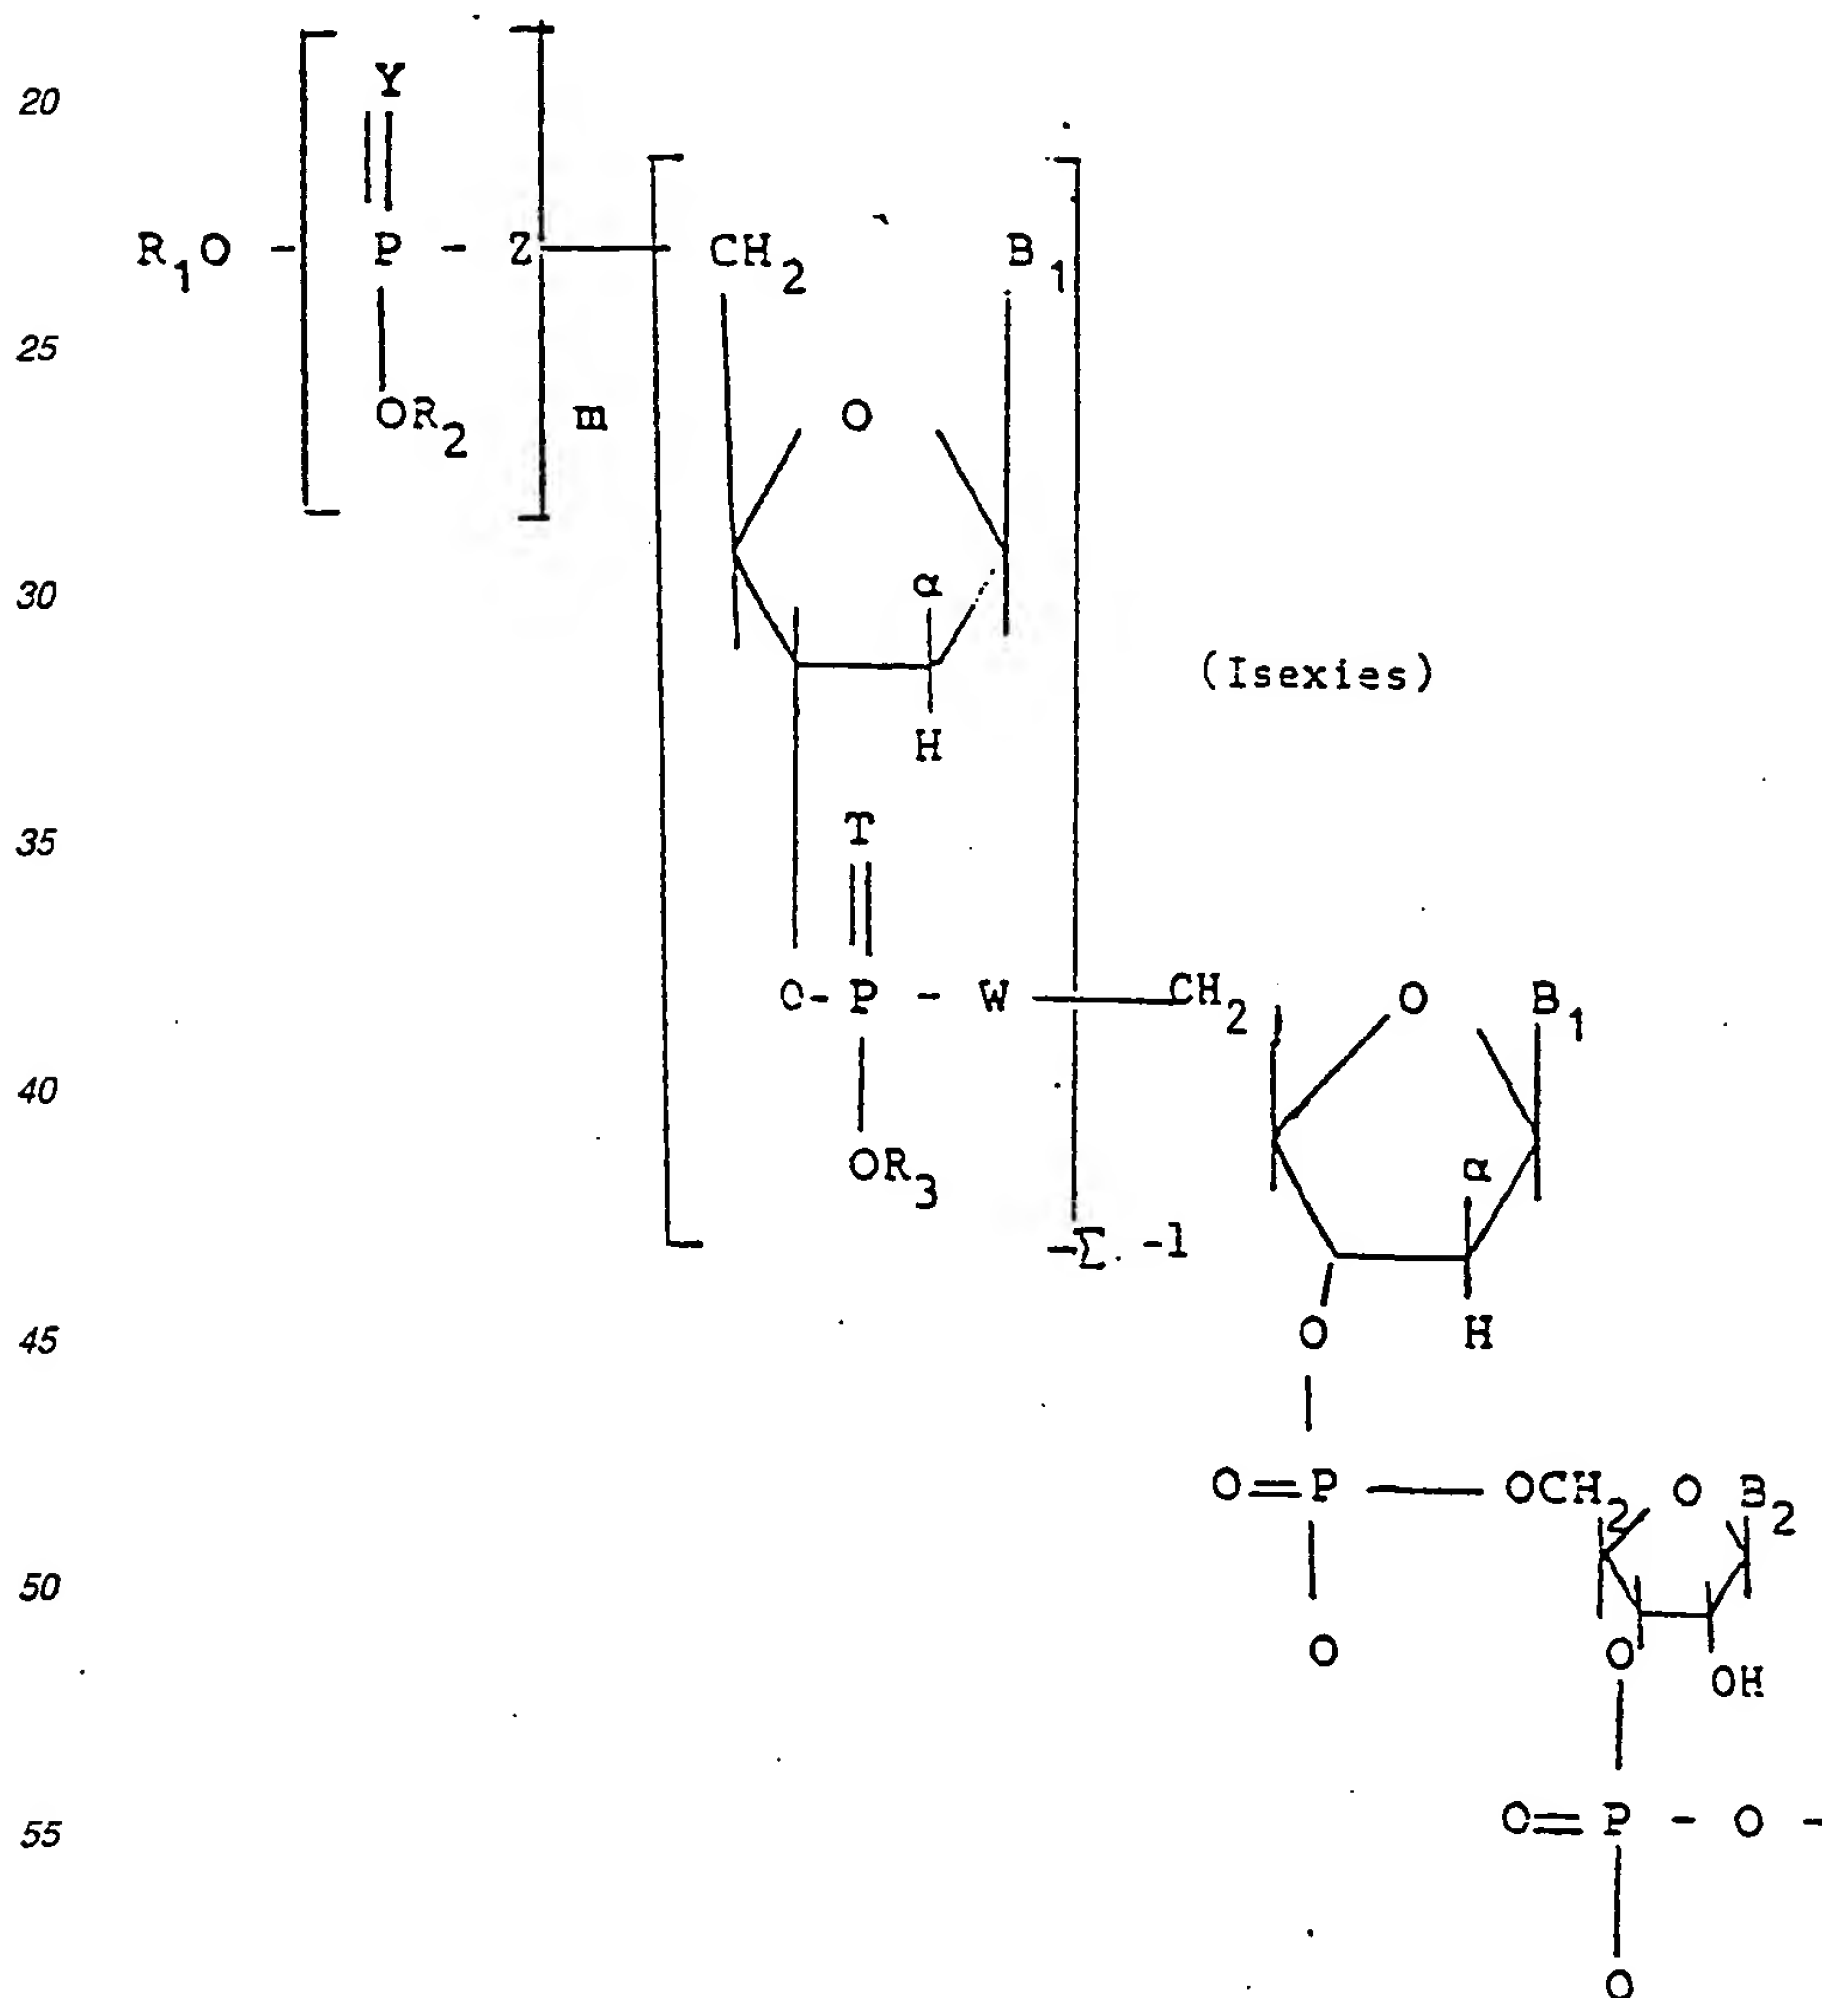 20
Y
R1O - P - Z CH2 B1
25
OR2 m O
30
α
(Isexies)
H
35
T
O - P - W CH2 O B1
40
OR3 α
-Σ. -1
45
O H
O=P OCH2 O B2
50
O O OH
55
O=P - O -
O